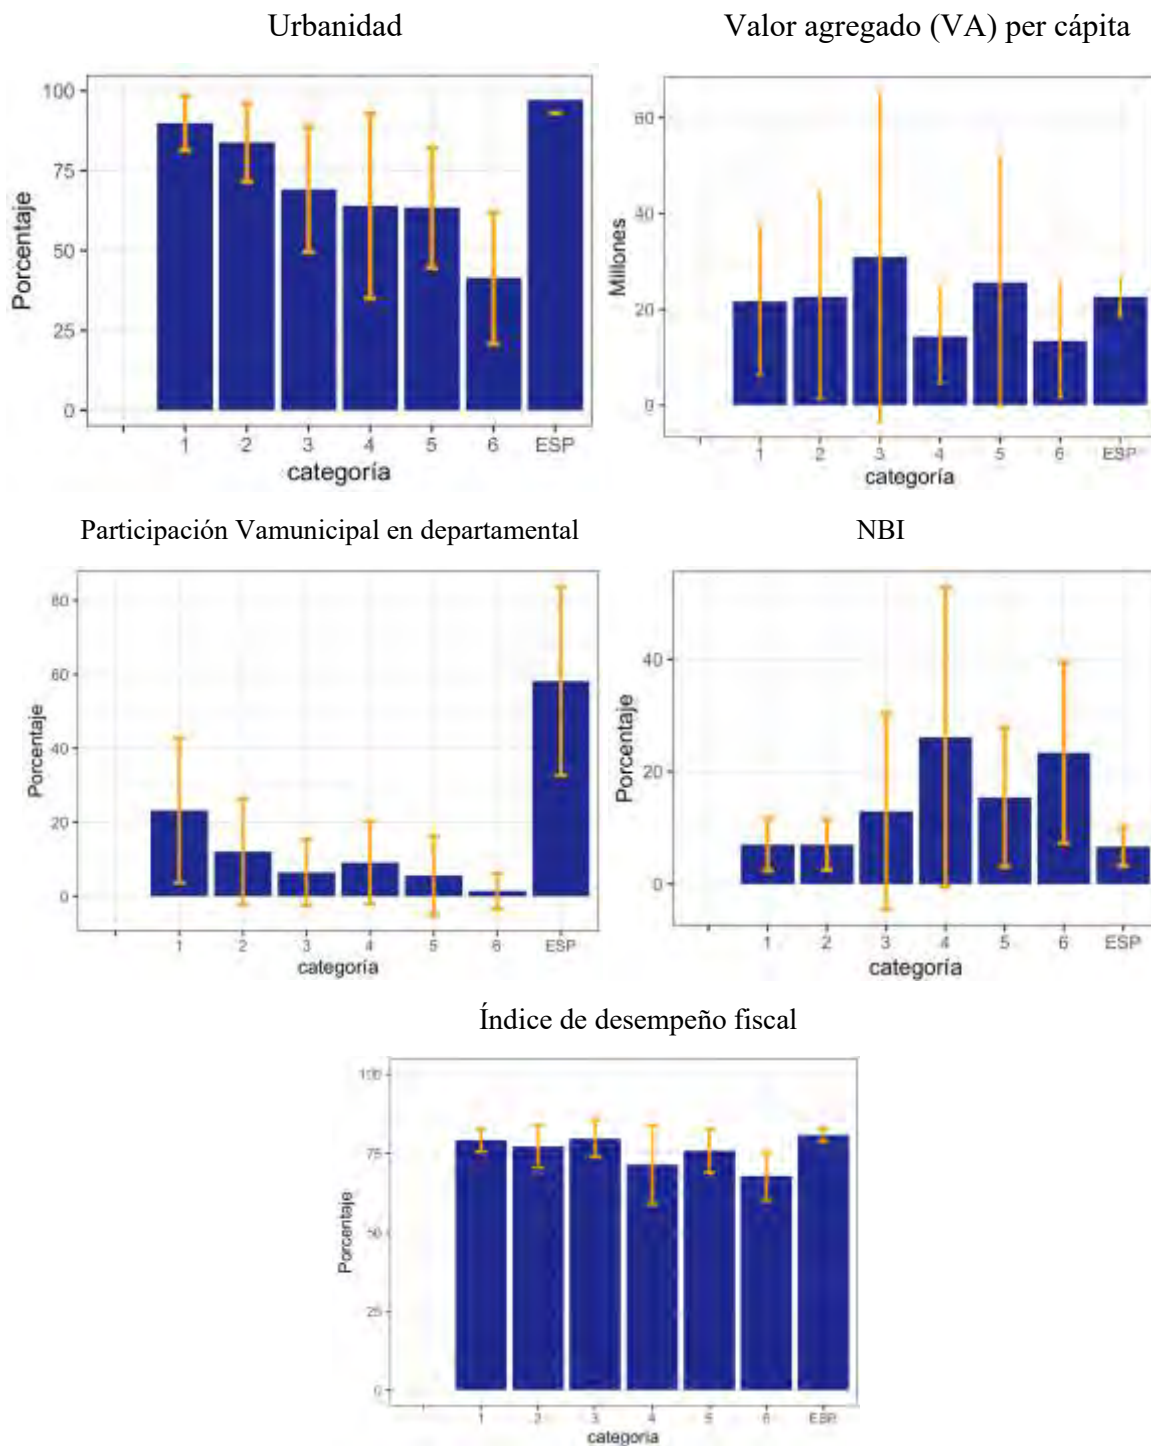 Urbanidad
Valor agregado (VA) per cápita
Porcentaje
100
75
50
25
0
1 2 3 4 5 6 ESP
categoría
Millones
60
40
20
0
1 2 3 4 5 6 ESP
categoría
Participación Vamunicipal en departamental
NBI
Porcentaje
80
60
40
20
0
1 2 3 4 5 6 ESP
categoría
Porcentaje
40
20
0
1 2 3 4 5 6 ESP
categoría
Índice de desempeño fiscal
Porcentaje
100
75
50
25
0
1 2 3 4 5 6 ESP
categoría